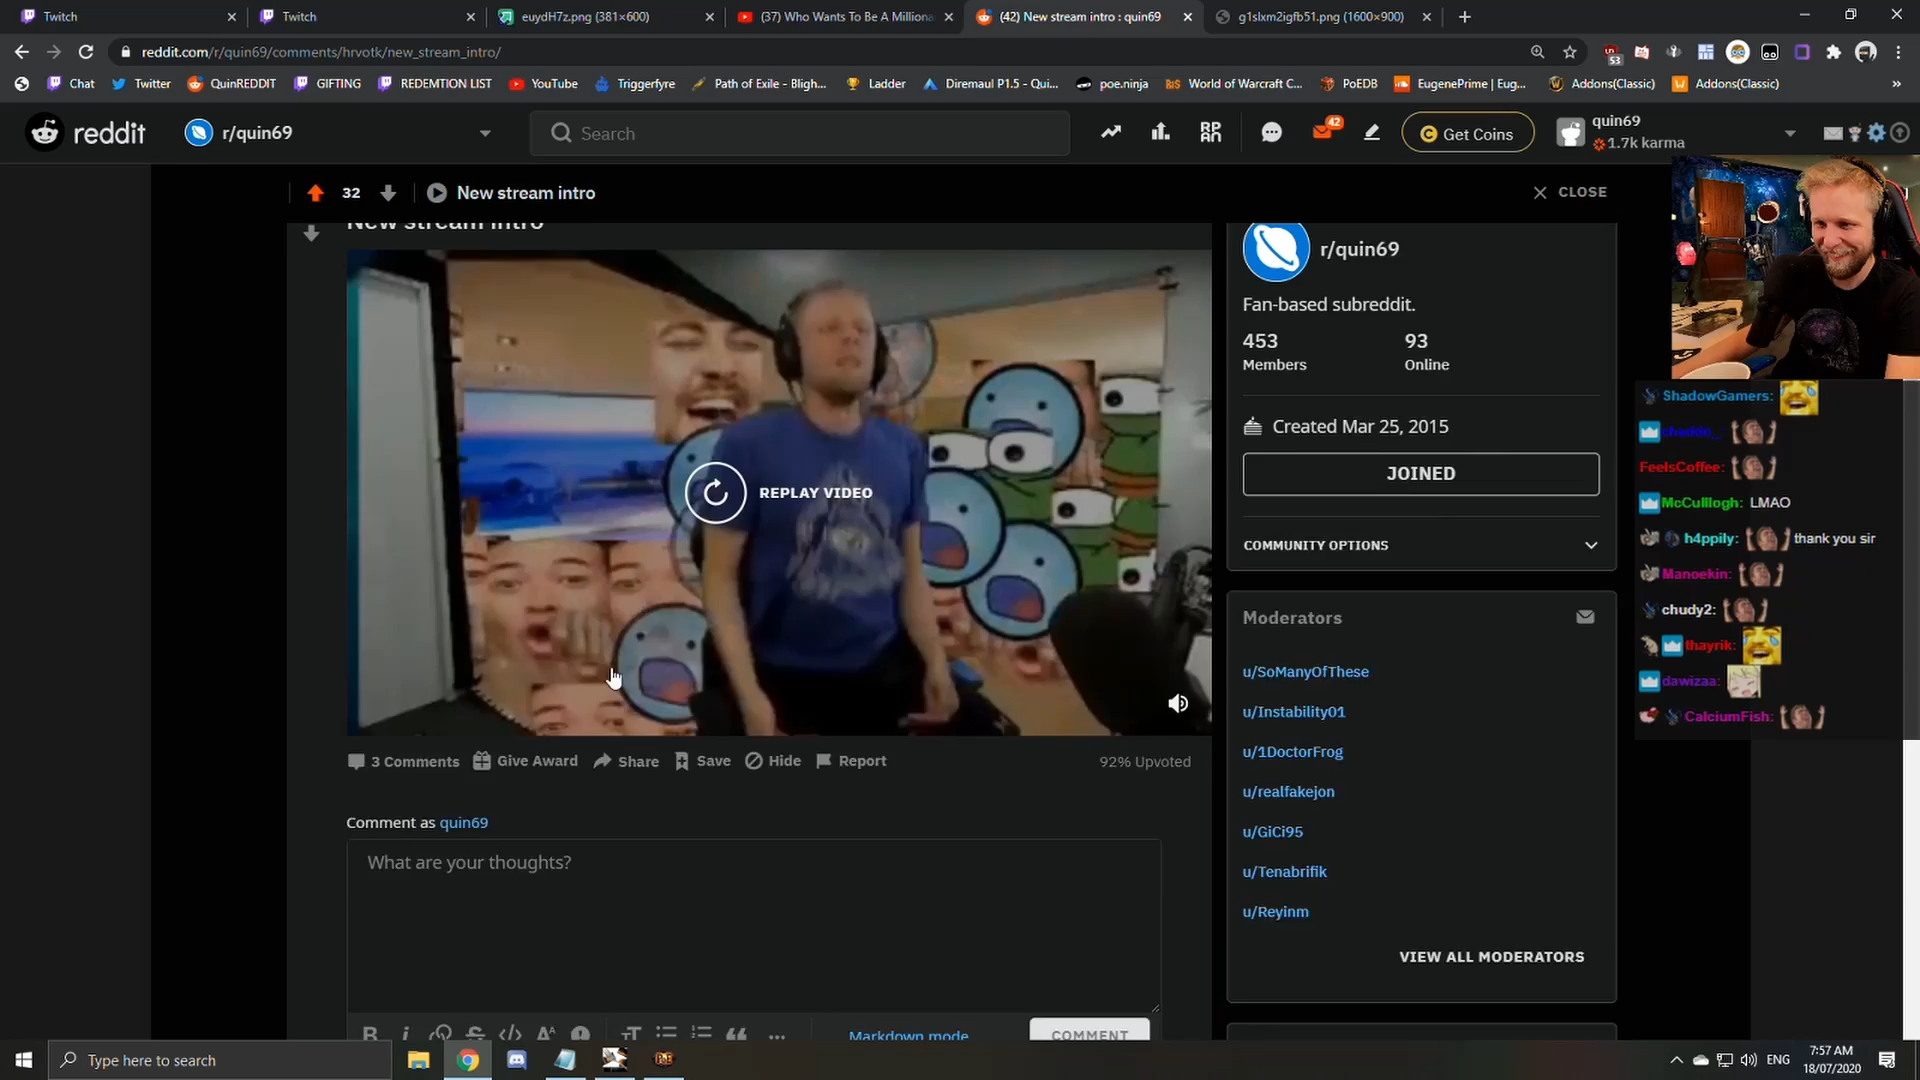 Twitch
Twitch
euydH7z.png (381×600)
(37) Who Wants To Be A Milliona
(42) New stream intro : quin69
g1slxm2igfb51.png (1600×900)
reddit.com/r/quin69/comments/hrvotk/new_stream_intro/
53
Chat
Twitter
QuinREDDIT
GIFTING
REDEMTION LIST
YouTube
Triggerfyre
Path of Exile - Bligh...
Ladder
Diremaul P1.5 - Qui...
poe.ninja
World of Warcraft C...
PoEDB
EugenePrime | Eug...
Addons(Classic)
Addons(Classic)
reddit
r/quin69
Search
RPAN
42
Get Coins
quin69
1.7k karma
32
New stream intro
CLOSE
New stream intro
r/quin69
Fan-based subreddit.
453
Members
93
Online
Created Mar 25, 2015
JOINED
COMMUNITY OPTIONS
REPLAY VIDEO
ShadowGamers:
FeelsCoffee:
McCulllogh: LMAO
h4ppily: thank you sir
Manoekin:
chudy2:
thayrik:
dawizaa:
CalciumFish:
Moderators
u/SoManyOfThese
u/Instability01
u/1DoctorFrog
u/realfakejon
u/GiCi95
u/Tenabrifik
u/Reyinm
VIEW ALL MODERATORS
3 Comments
Give Award
Share
Save
Hide
Report
92% Upvoted
Comment as quin69
What are your thoughts?
Markdown mode
COMMENT
Type here to search
ENG
7:57 AM
18/07/2020